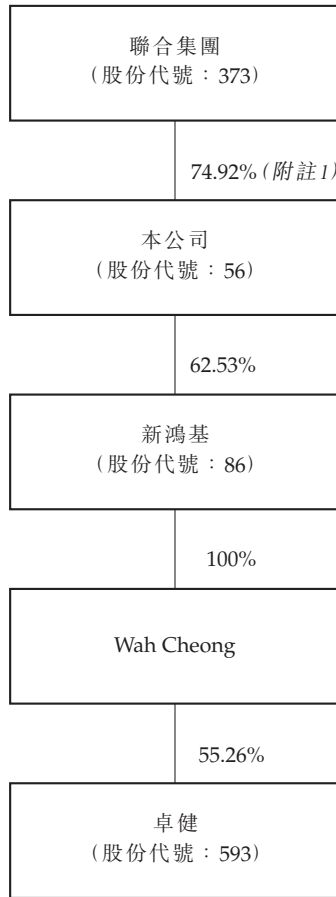 聯合集團
(股份代號：373)
74.92% (附註1)
本公司
(股份代號：56)
62.53%
新鴻基
(股份代號：86)
100%
Wah Cheong
55.26%
卓健
(股份代號：593)